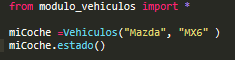 from modulo_vehiculos import *
miCoche =Vehiculos("Mazda", "MX6" )
miCoche.estado()